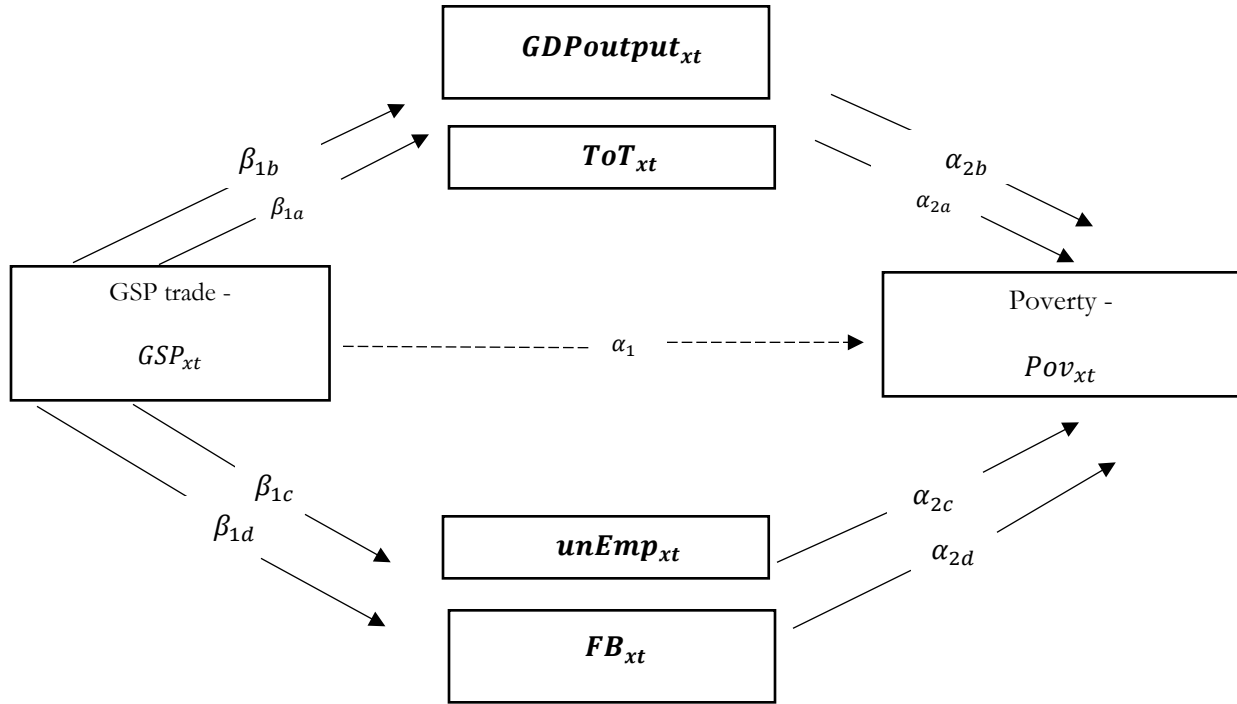 GDPoutput_xt
ToT_xt
β_1b
α_2b
β_1a
α_2a
GSP trade -
GSP_xt
α_1
Poverty -
Pov_xt
β_1c
α_2c
β_1d
unEmp_xt
α_2d
FB_xt